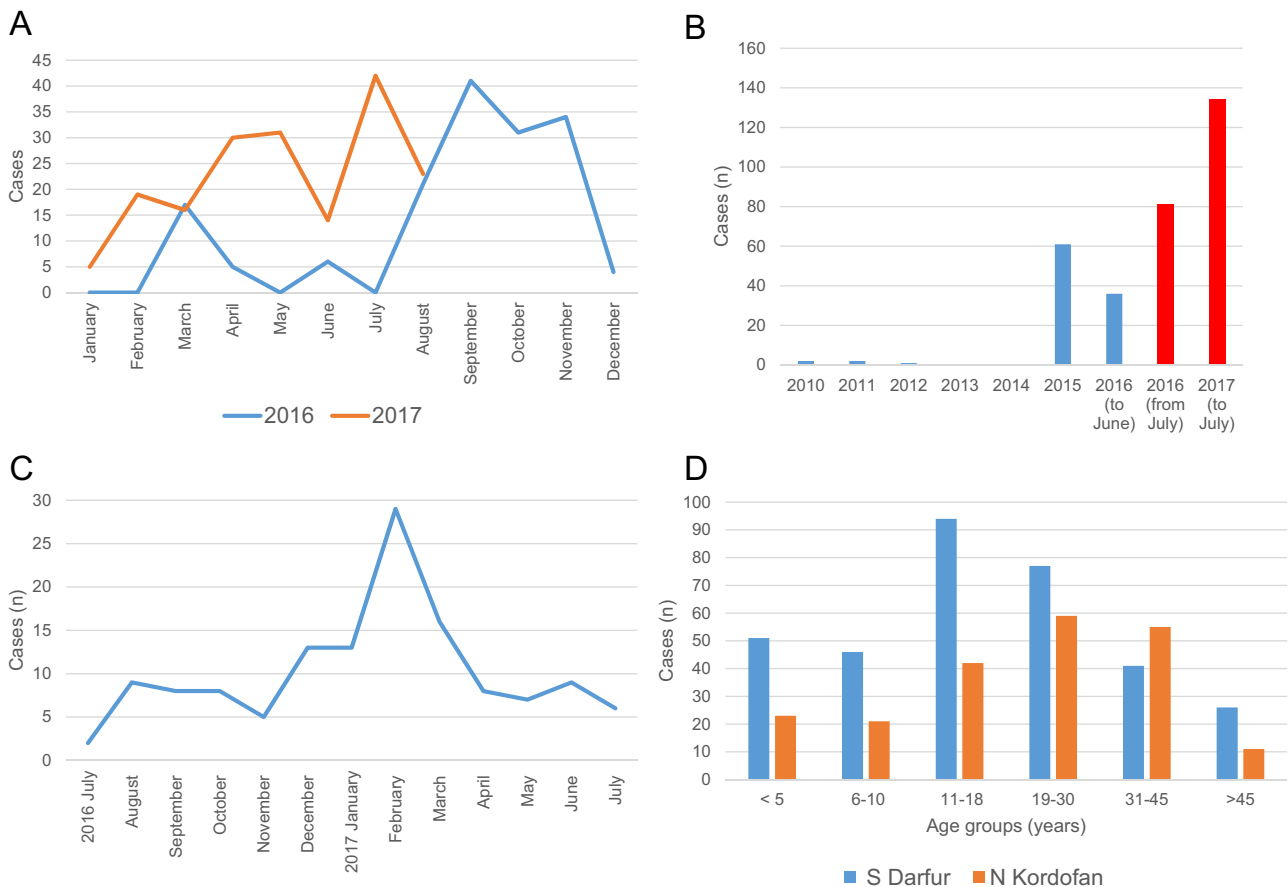 A
Cases
45
40
35
30
25
20
15
10
5
0
January
February
March
April
May
June
July
August
September
October
November
December
2016 2017
B
Cases (n)
160
140
120
100
80
60
40
20
0
2010 2011 2012 2013 2014 2015 2016 2016 2017
(to (from (to
June) July) July)
C
Cases (n)
30
25
20
15
10
5
0
2016 July
August
September
October
November
December
2017 January
February
March
April
May
June
July
D
Cases (n)
100
90
80
70
60
50
40
30
20
10
0
< 5 6-10 11-18 19-30 31-45 >45
Age groups (years)
S Darfur N Kordofan